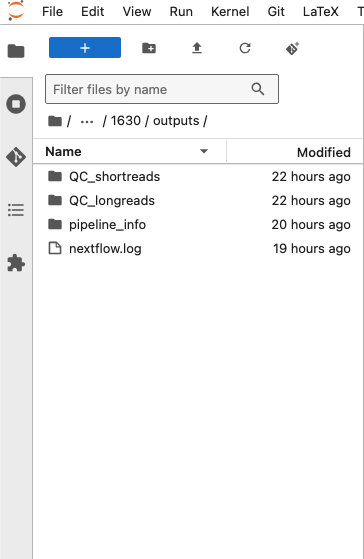 File Edit View Run Kernel Git LaTeX T
+
Filter files by name
/ ... / 1630 / outputs /
Name Modified
QC_shortreads 22 hours ago
QC_longreads 22 hours ago
pipeline_info 20 hours ago
nextflow.log 19 hours ago